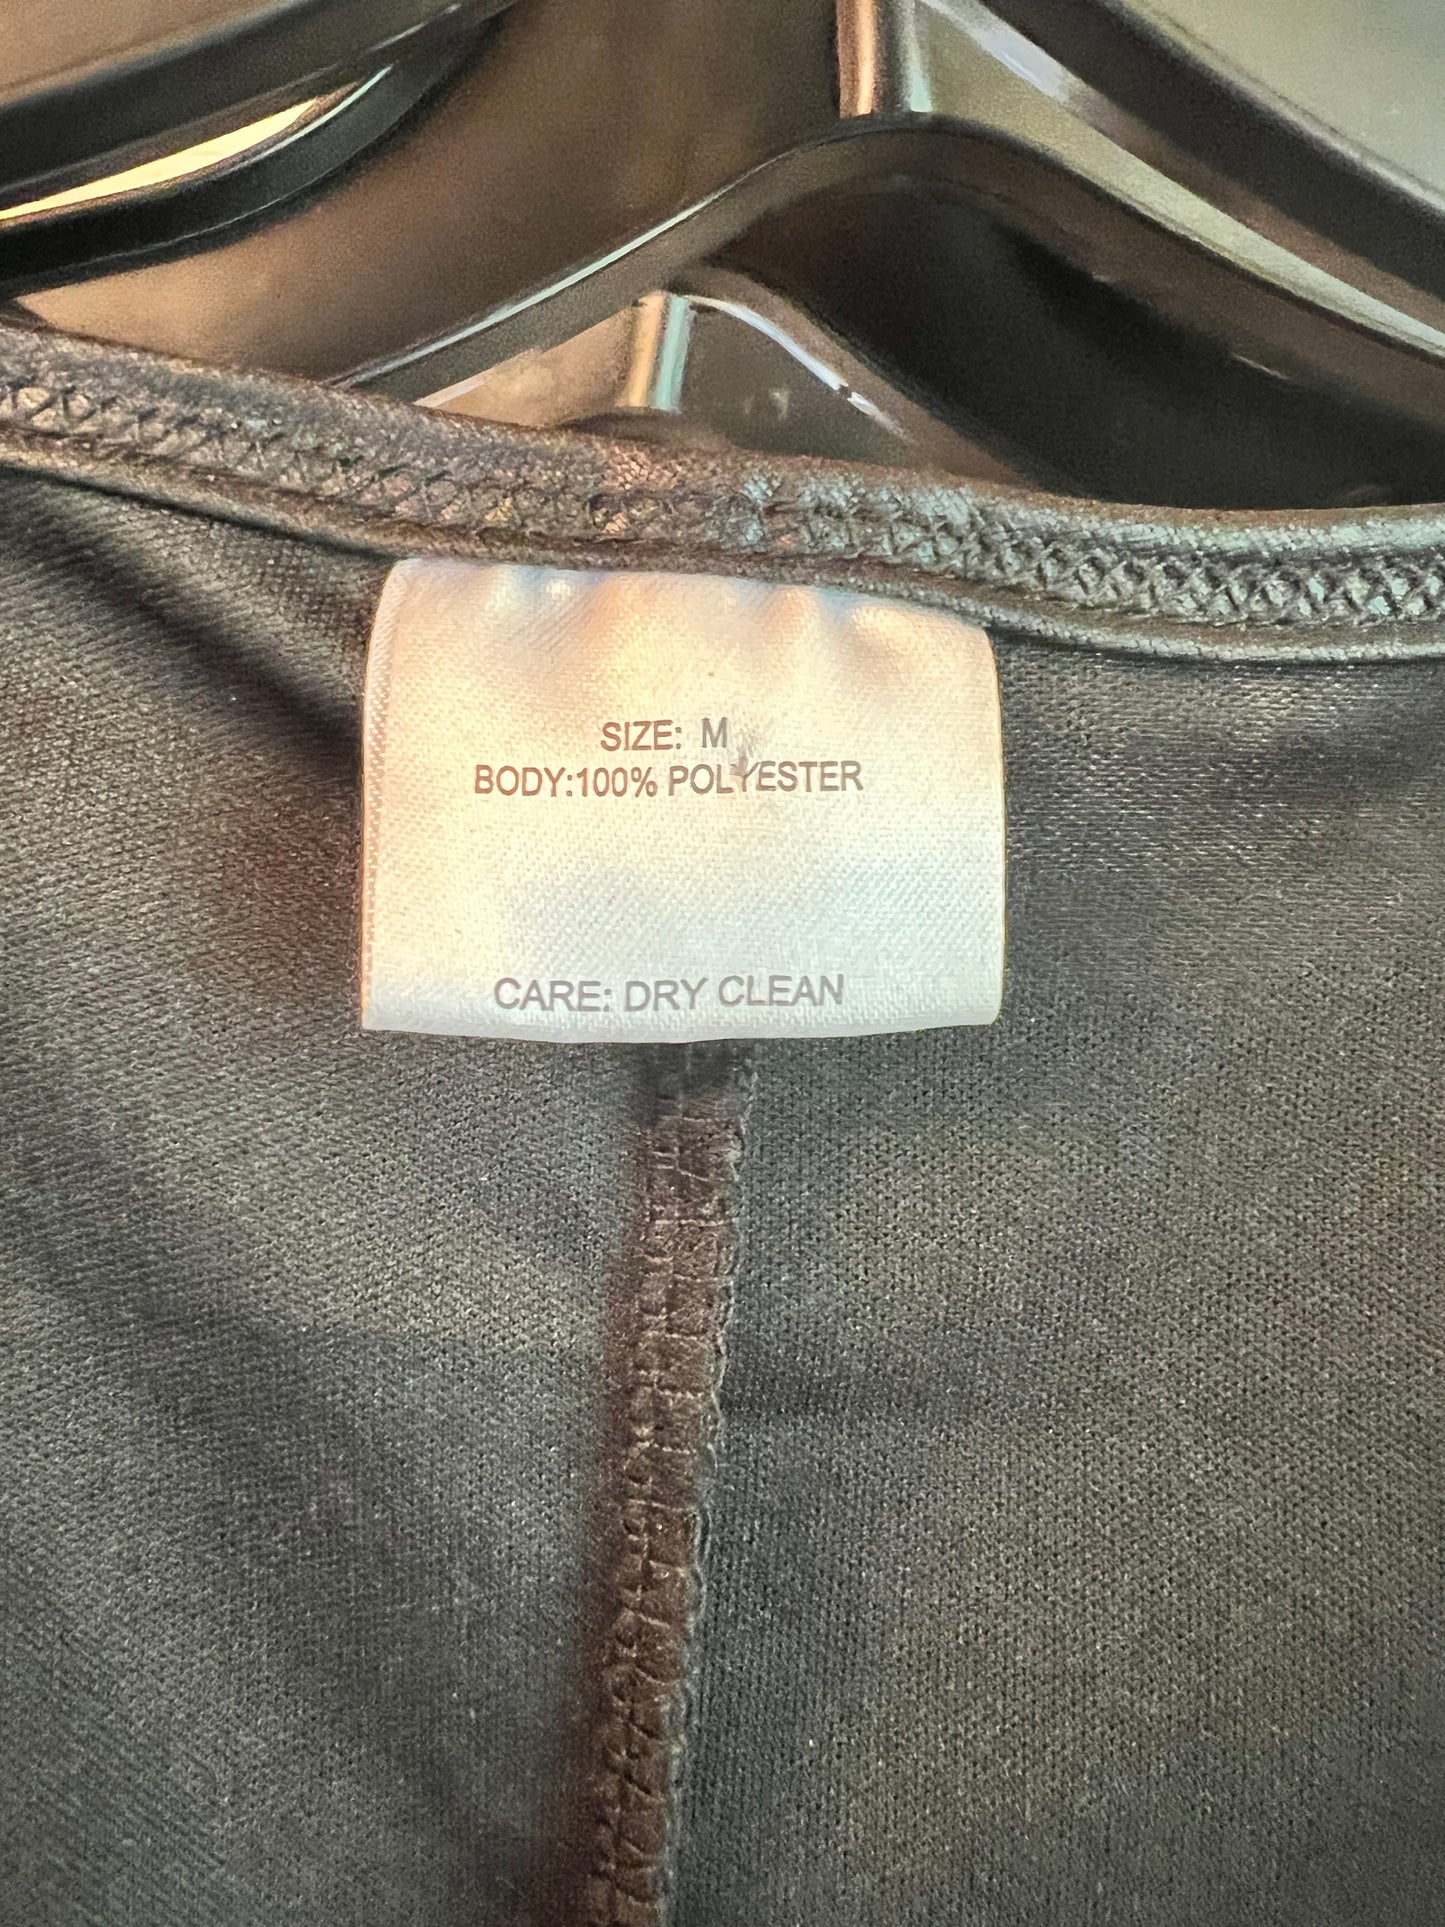 SIZE: M
BODY:100% POLYESTER
CARE: DRY CLEAN